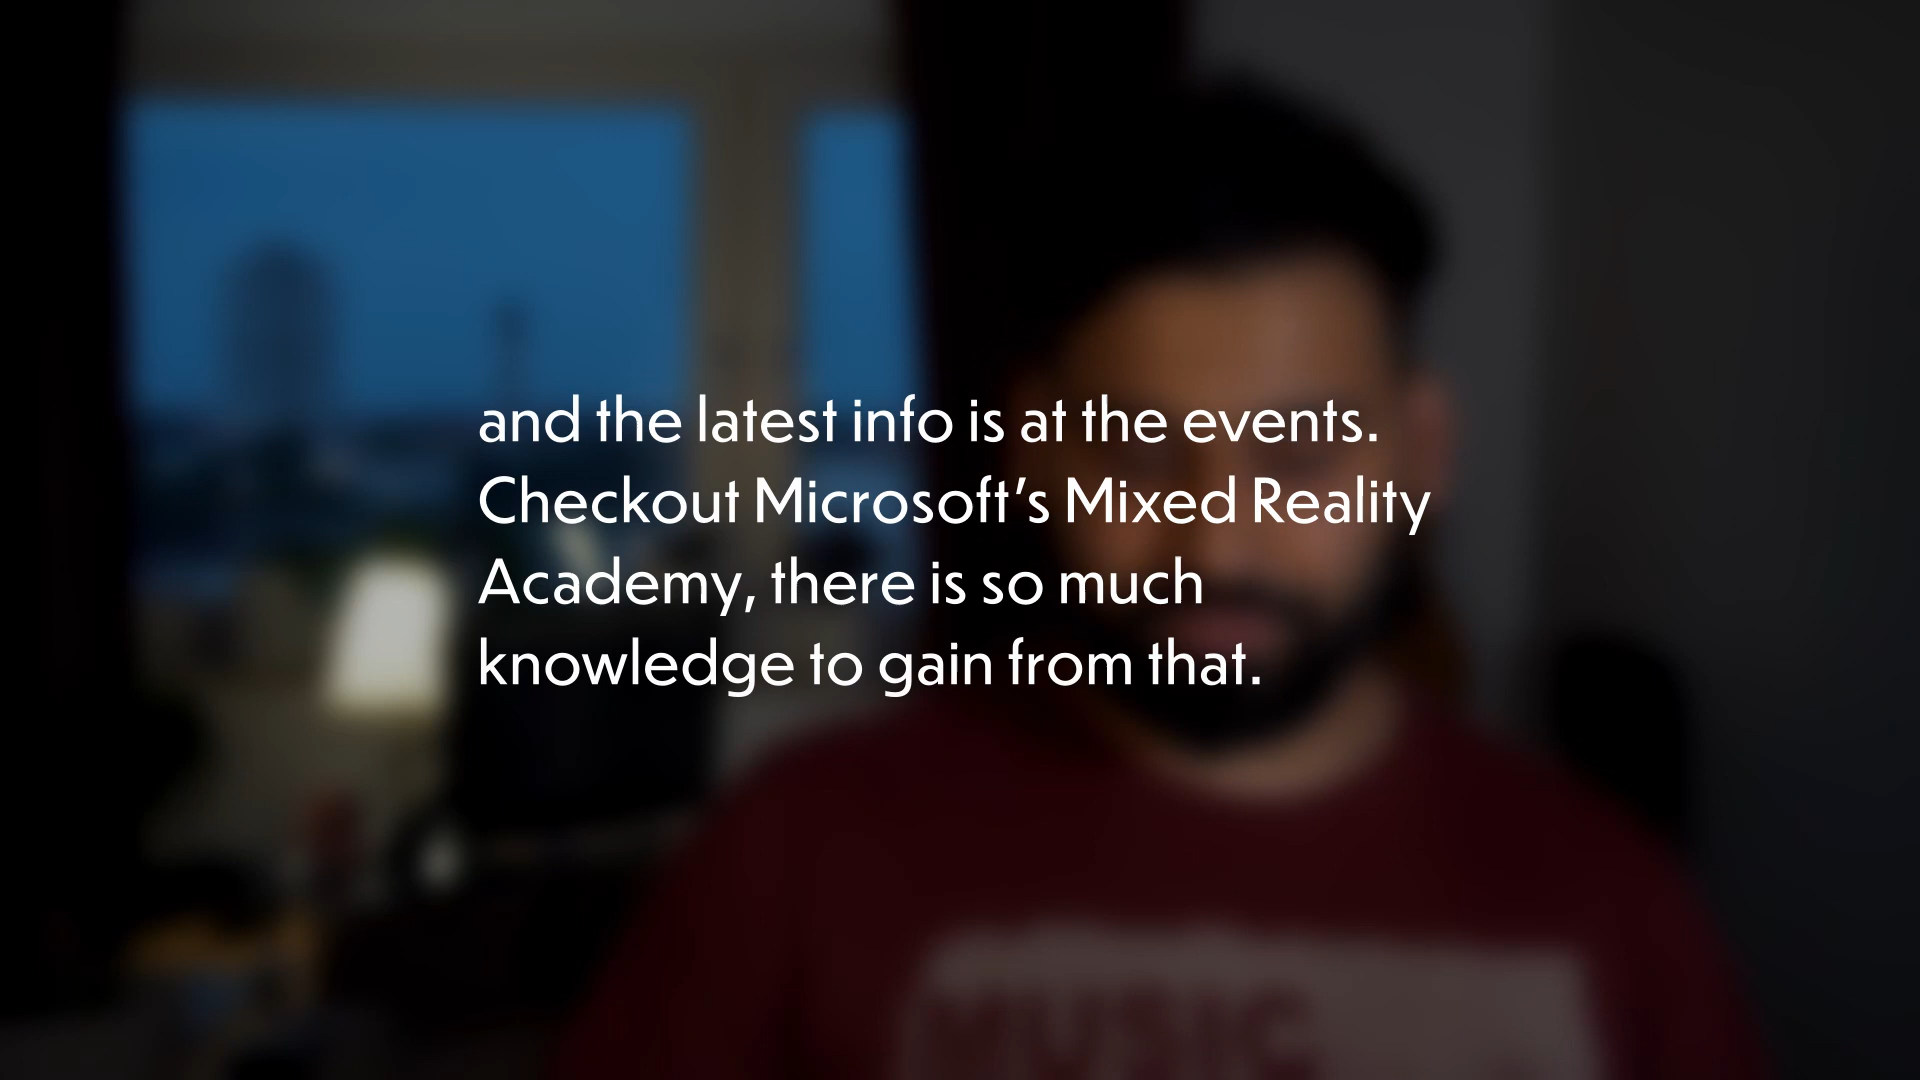 and the latest info is at the events.
Checkout Microsoft’s Mixed Reality
Academy, there is so much
knowledge to gain from that.
MUSIC